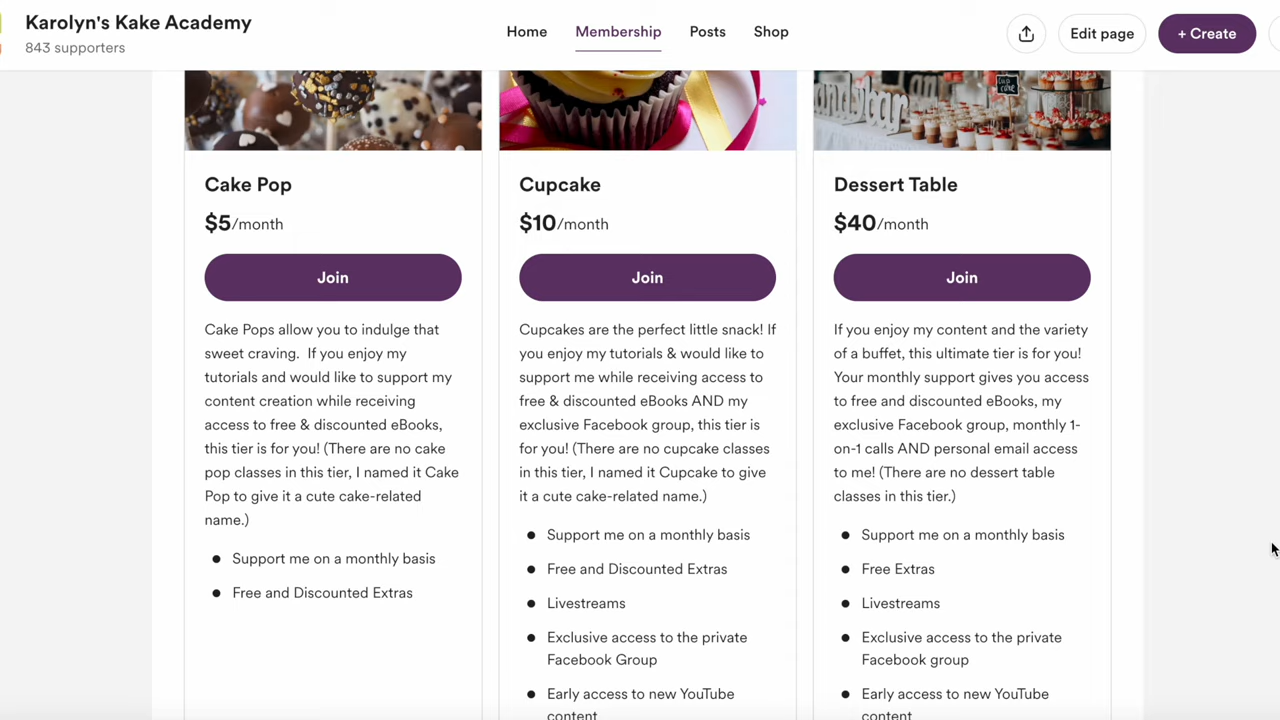 Karolyn's Kake Academy
843 supporters
Home
Membership
Posts
Shop
Edit page
+ Create
Cake Pop
$5/month
Join
Cake Pops allow you to indulge that
sweet craving. If you enjoy my
tutorials and would like to support my
content creation while receiving
access to free & discounted eBooks,
this tier is for you! (There are no cake
pop classes in this tier, I named it Cake
Pop to give it a cute cake-related
name.)
Support me on a monthly basis
Free and Discounted Extras
Cupcake
$10/month
Join
Cupcakes are the perfect little snack! If
you enjoy my tutorials & would like to
support me while receiving access to
free & discounted eBooks AND my
exclusive Facebook group, this tier is
for you! (There are no cupcake classes
in this tier, I named it Cupcake to give
it a cute cake-related name.)
Support me on a monthly basis
Free and Discounted Extras
Livestreams
Exclusive access to the private
Facebook Group
Early access to new YouTube
content
Dessert Table
$40/month
Join
If you enjoy my content and the variety
of a buffet, this ultimate tier is for you!
Your monthly support gives you access
to free and discounted eBooks, my
exclusive Facebook group, monthly 1-
on-1 calls AND personal email access
to me! (There are no dessert table
classes in this tier.)
Support me on a monthly basis
Free Extras
Livestreams
Exclusive access to the private
Facebook group
Early access to new YouTube
content